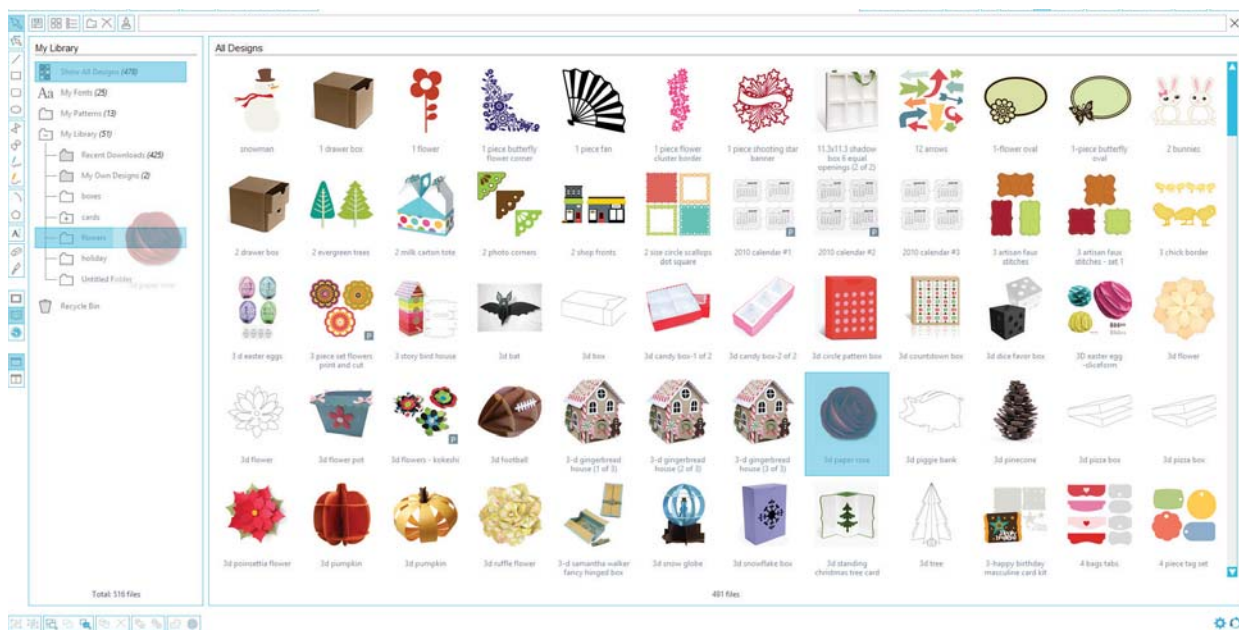 My Library
Show All Designs (478)
My Fonts (25)
My Patterns (13)
My Library (51)
Recent Downloads (425)
My Own Designs (2)
boxes
cards
flowers
holiday
Untitled Folder
3d paper rose
Recycle Bin
Total: 516 files
All Designs
snowman
1 drawer box
1 flower
1 piece butterfly
flower corner
1 piece fan
1 piece flower
cluster border
1 piece shooting star
banner
11.3x11.3 shadow
box 6 equal
openings (2 of 2)
12 arrows
1-flower oval
1-piece butterfly
oval
2 bunnies
2 drawer box
2 evergreen trees
2 milk carton tote
2 photo corners
2 shop fronts
2 size circle scallops
dot square
2010 calendar #1
2010 calendar #2
2010 calendar #3
3 artisan faux
stitches
3 artisan faux
stitches - set 1
3 chick border
3 d easter eggs
3 piece set flowers
print and cut
3 story bird house
3d bat
3d box
3d candy box-1 of 2
3d candy box-2 of 2
3d circle pattern box
3d countdown box
3d dice favor box
3D easter egg
-sliceform
3d flower
3d flower
3d flower pot
3d flowers - kokeshi
3d football
3-d gingerbread
house (1 of 3)
3-d gingerbread
house (2 of 3)
3-d gingerbread
house (3 of 3)
3d paper rose
3d piggie bank
3d pinecone
3d pizza box
3d pizza box
3d poinsettia flower
3d pumpkin
3d pumpkin
3d ruffle flower
3-d samantha walker
fancy hinged box
3d snow globe
3d snowflake box
3d standing
christmas tree card
3d tree
3-happy birthday
masculine card kit
4 bags tabs
4 piece tag set
481 files